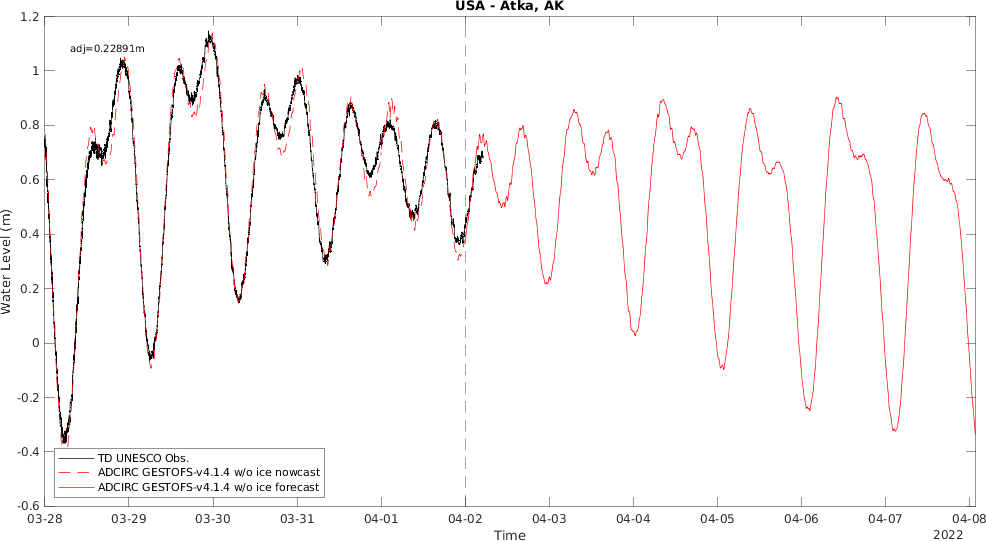 USA - Atka, AK
adj=0.22891m
1.2
1
0.8
0.6
0.4
0.2
0
-0.2
-0.4
-0.6
Water Level (m)
TD UNESCO Obs.
ADCIRC GESTOFS-v4.1.4 w/o ice nowcast
ADCIRC GESTOFS-v4.1.4 w/o ice forecast
03-28 03-29 03-30 03-31 04-01 04-02 04-03 04-04 04-05 04-06 04-07 04-08
Time
2022